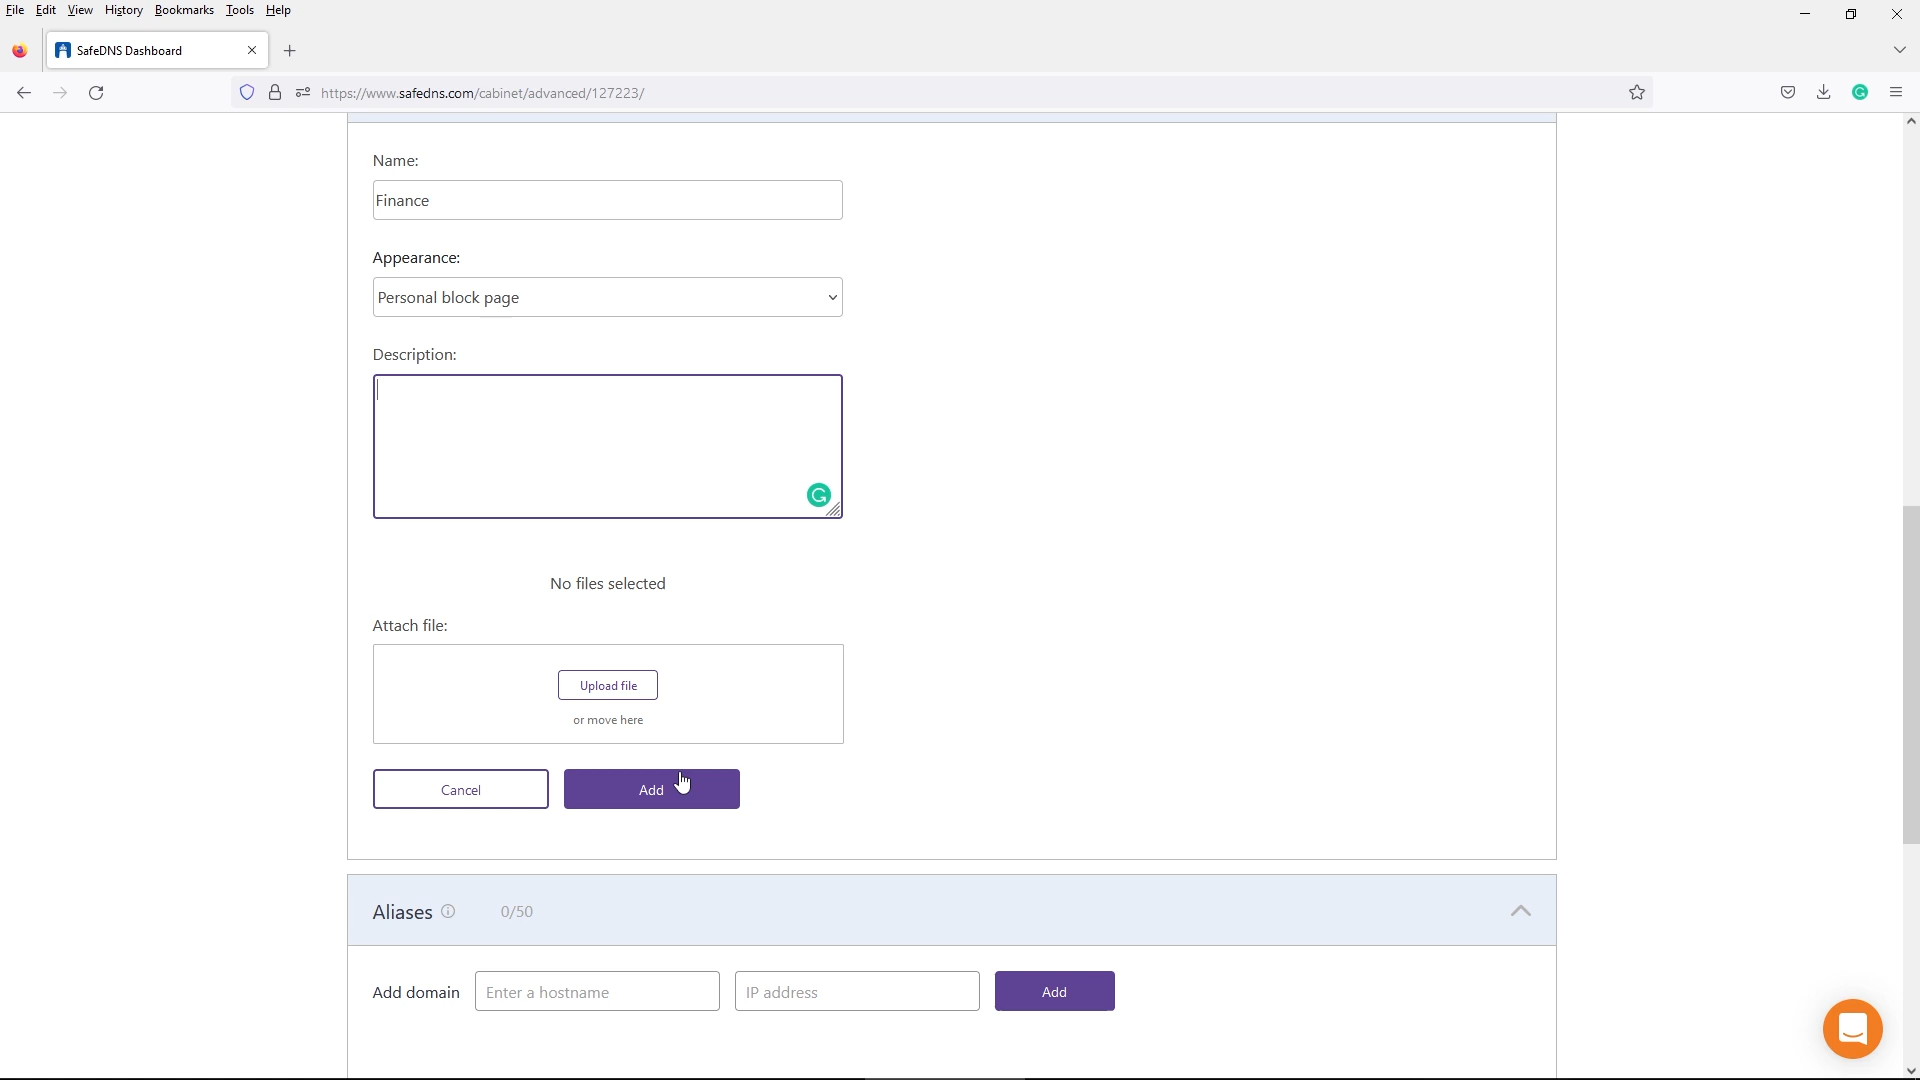 File Edit View History Bookmarks Tools Help
SafeDNS Dashboard
https://www.safedns.com/cabinet/advanced/127223/
Name:
Finance
Appearance:
Personal block page
Description:
No files selected
Attach file:
Upload file
or move here
Cancel Add
Aliases 0/50
Add domain Enter a hostname IP address Add